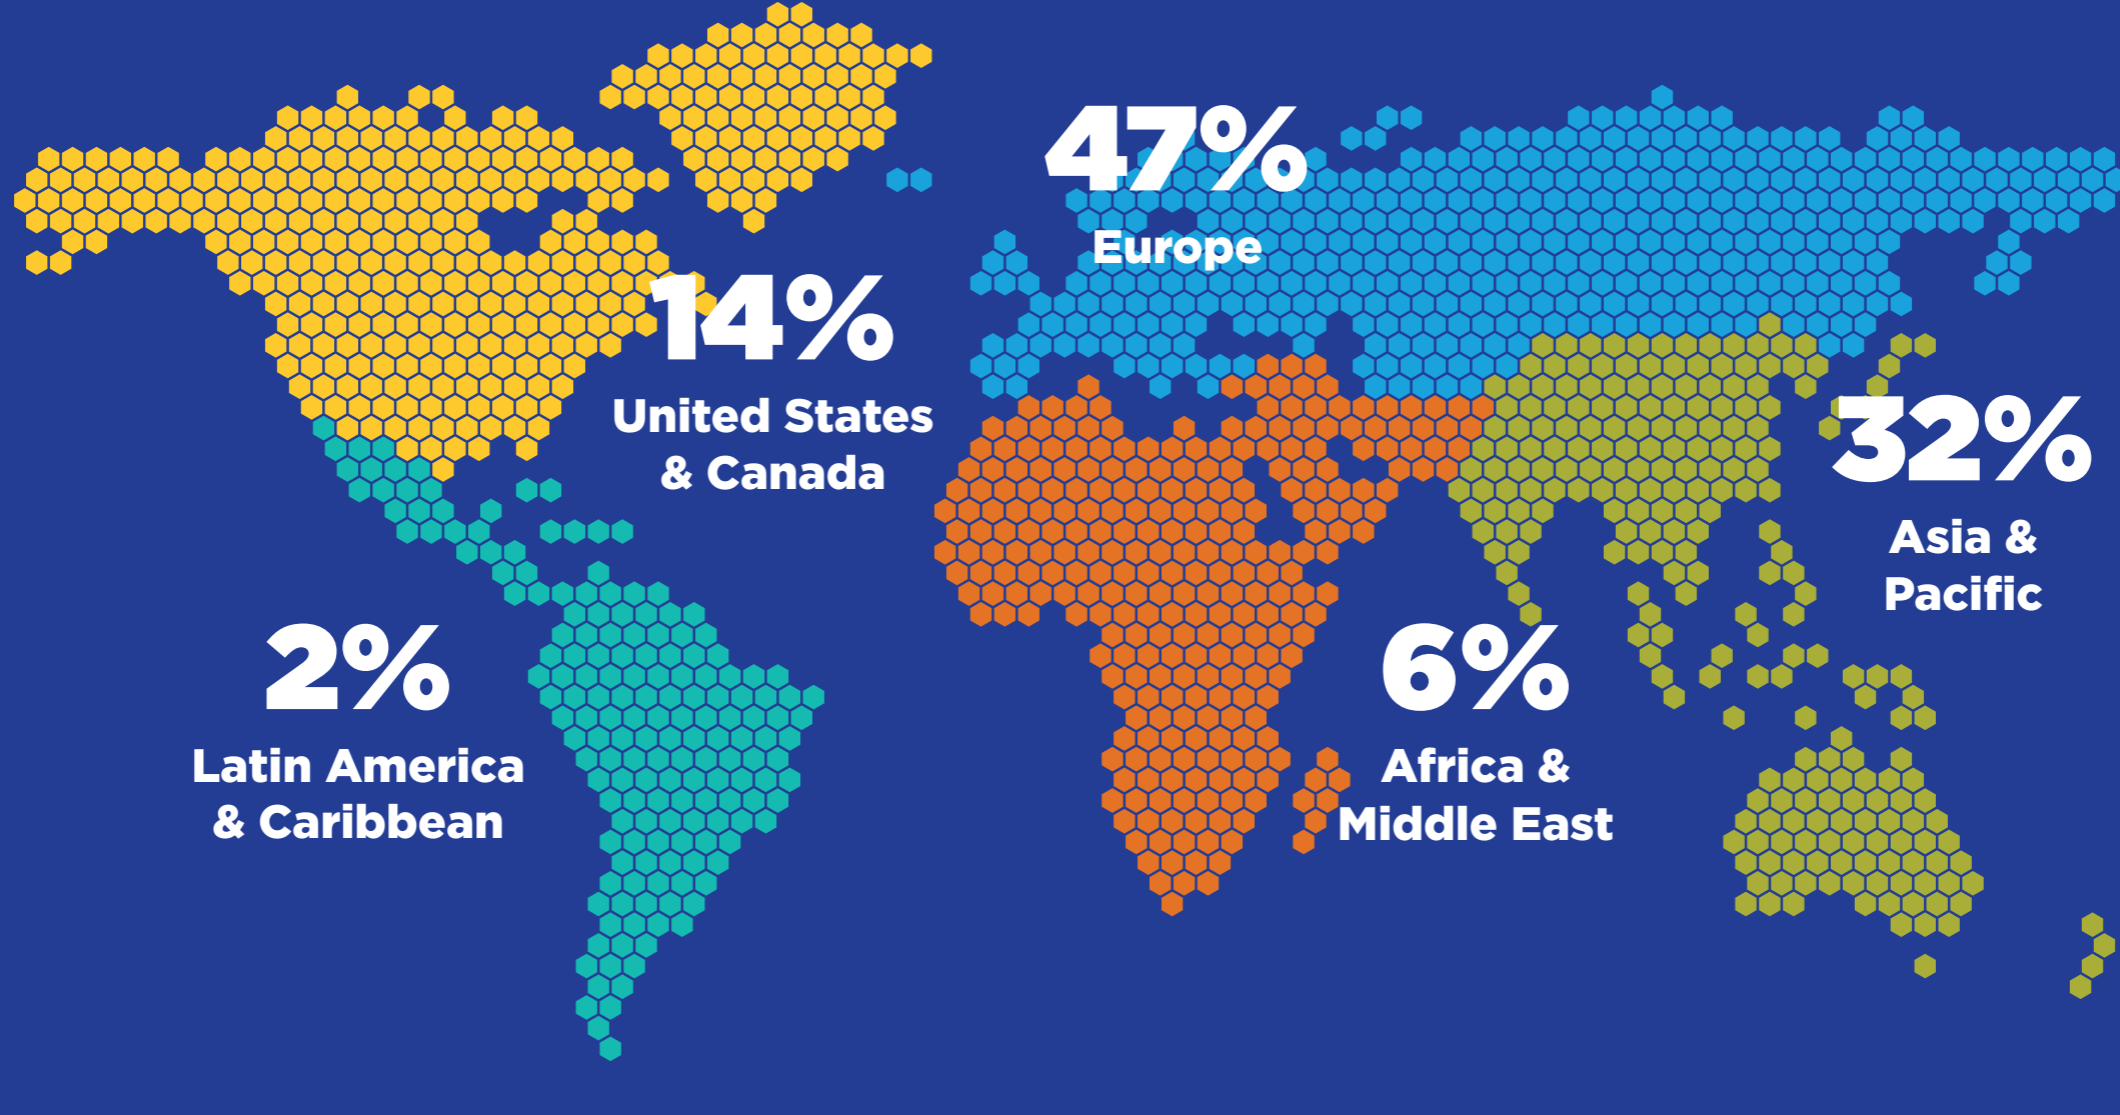 47%
Europe
14%
United States
& Canada
32%
Asia &
Pacific
2%
Latin America
& Caribbean
6%
Africa &
Middle East